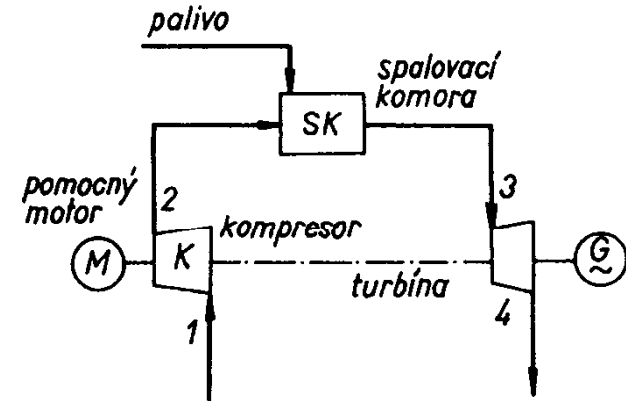 palivo
spalovací
komora
SK
pomocný
motor
2
3
kompresor
M
K
G
~
turbína
1
4